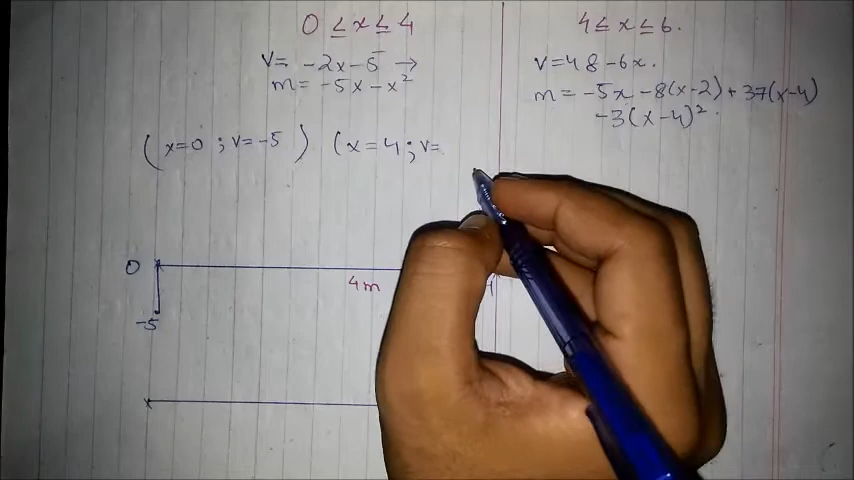 0 ≤ x ≤ 4
V= -2x-5 →
m= -5x-x²
(x=0 ; v=-5) (x=4 ; v=
4 ≤ x ≤ 6.
V=48-6x.
m= -5x-8(x-2)+37(x-4)
-3(x-4)².
0
4m
-5